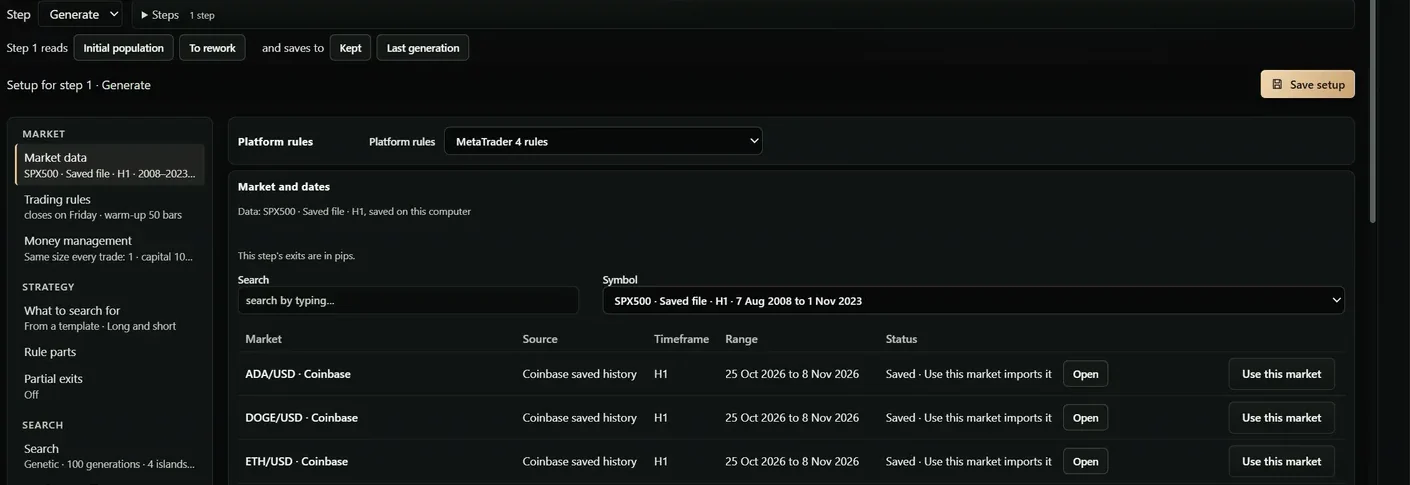 Step Generate ▶ Steps 1 step
Step 1 reads Initial population To rework and saves to Kept Last generation
Setup for step 1 · Generate Save setup
MARKET
Market data
SPX500 · Saved file · H1 · 2008–2023...
Trading rules
closes on Friday · warm-up 50 bars
Money management
Same size every trade: 1 · capital 10...
STRATEGY
What to search for
From a template · Long and short
Rule parts
Partial exits
Off
SEARCH
Search
Genetic · 100 generations · 4 islands...
Platform rules Platform rules MetaTrader 4 rules
Market and dates
Data: SPX500 · Saved file · H1, saved on this computer
This step's exits are in pips.
Search Symbol
search by typing... SPX500 · Saved file · H1 · 7 Aug 2008 to 1 Nov 2023
Market Source Timeframe Range Status
ADA/USD · Coinbase Coinbase saved history H1 25 Oct 2026 to 8 Nov 2026 Saved · Use this market imports it Open Use this market
DOGE/USD · Coinbase Coinbase saved history H1 25 Oct 2026 to 8 Nov 2026 Saved · Use this market imports it Open Use this market
ETH/USD · Coinbase Coinbase saved history H1 25 Oct 2026 to 8 Nov 2026 Saved · Use this market imports it Open Use this market